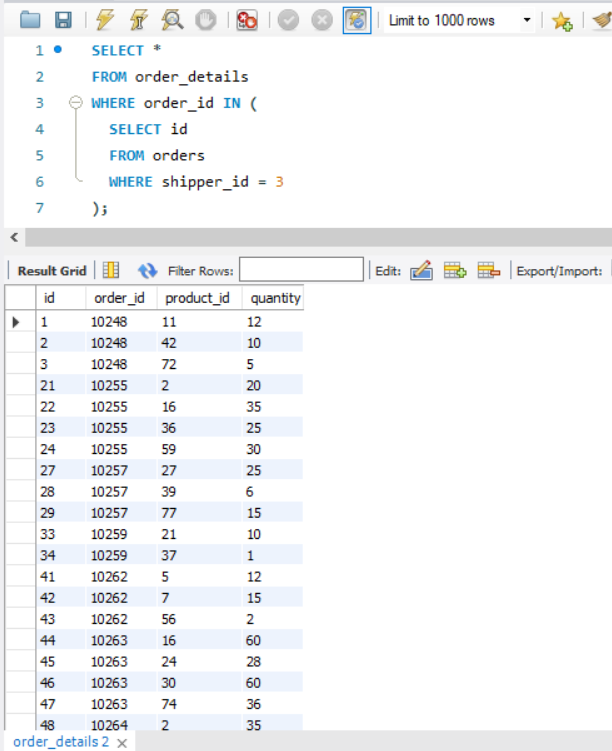 Limit to 1000 rows
1 SELECT *
2 FROM order_details
3 WHERE order_id IN (
4 SELECT id
5 FROM orders
6 WHERE shipper_id = 3
7 );
Result Grid Filter Rows: Edit: Export/Import:
id order_id product_id quantity
1 10248 11 12
2 10248 42 10
3 10248 72 5
21 10255 2 20
22 10255 16 35
23 10255 36 25
24 10255 59 30
27 10257 27 25
28 10257 39 6
29 10257 77 15
33 10259 21 10
34 10259 37 1
41 10262 5 12
42 10262 7 15
43 10262 56 2
44 10263 16 60
45 10263 24 28
46 10263 30 60
47 10263 74 36
48 10264 2 35
order_details 2